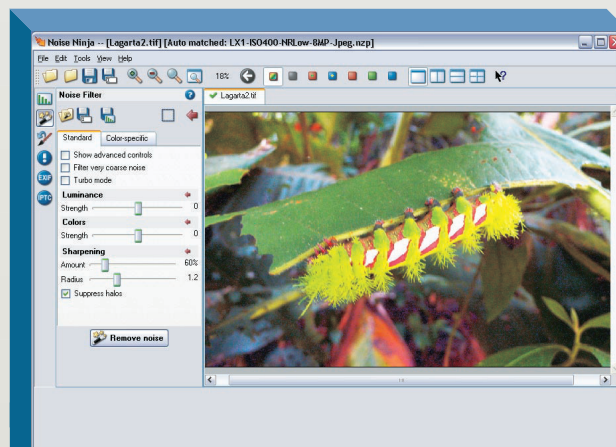 Noise Ninja -- [Lagarta2.tif] [Auto matched: LX1-ISO400-NRLow-8MP-Jpeg.nzp]
File Edit Tools View Help
18%
Noise Filter
Lagarta2.tif
Standard Color-specific
Show advanced controls
Filter very coarse noise
Turbo mode
Luminance
Strength 0
Colors
Strength 0
Sharpening
Amount 60%
Radius 1.2
Suppress halos
Remove noise
EXIF
IPTC